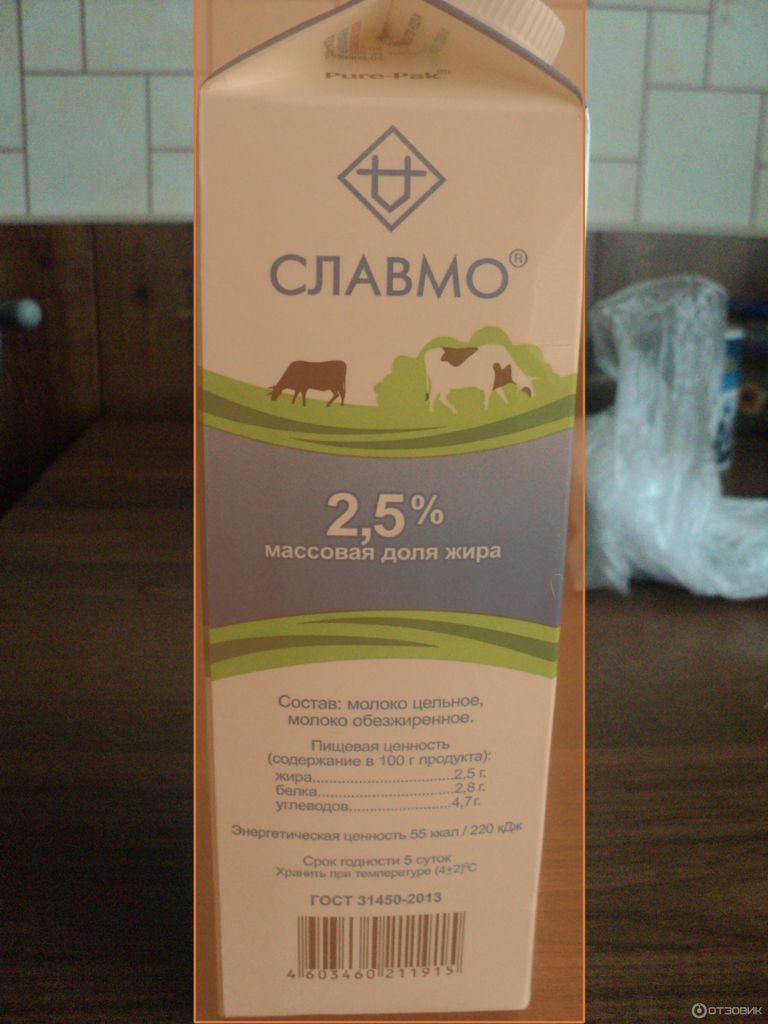 Pure-Pak®
СЛАВМО®
2,5%
массовая доля жира
Состав: молоко цельное,
молоко обезжиренное.
Пищевая ценность
(содержание в 100 г продукта):
жира..................................2,5 г.
белка.................................2,8 г.
углеводов.........................4,7г.
Энергетическая ценность 55 ккал / 220 кДж
Срок годности 5 суток
Хранить при температуре (4±2)°С
ГОСТ 31450-2013
4 603460 211915
ОТЗОВИК